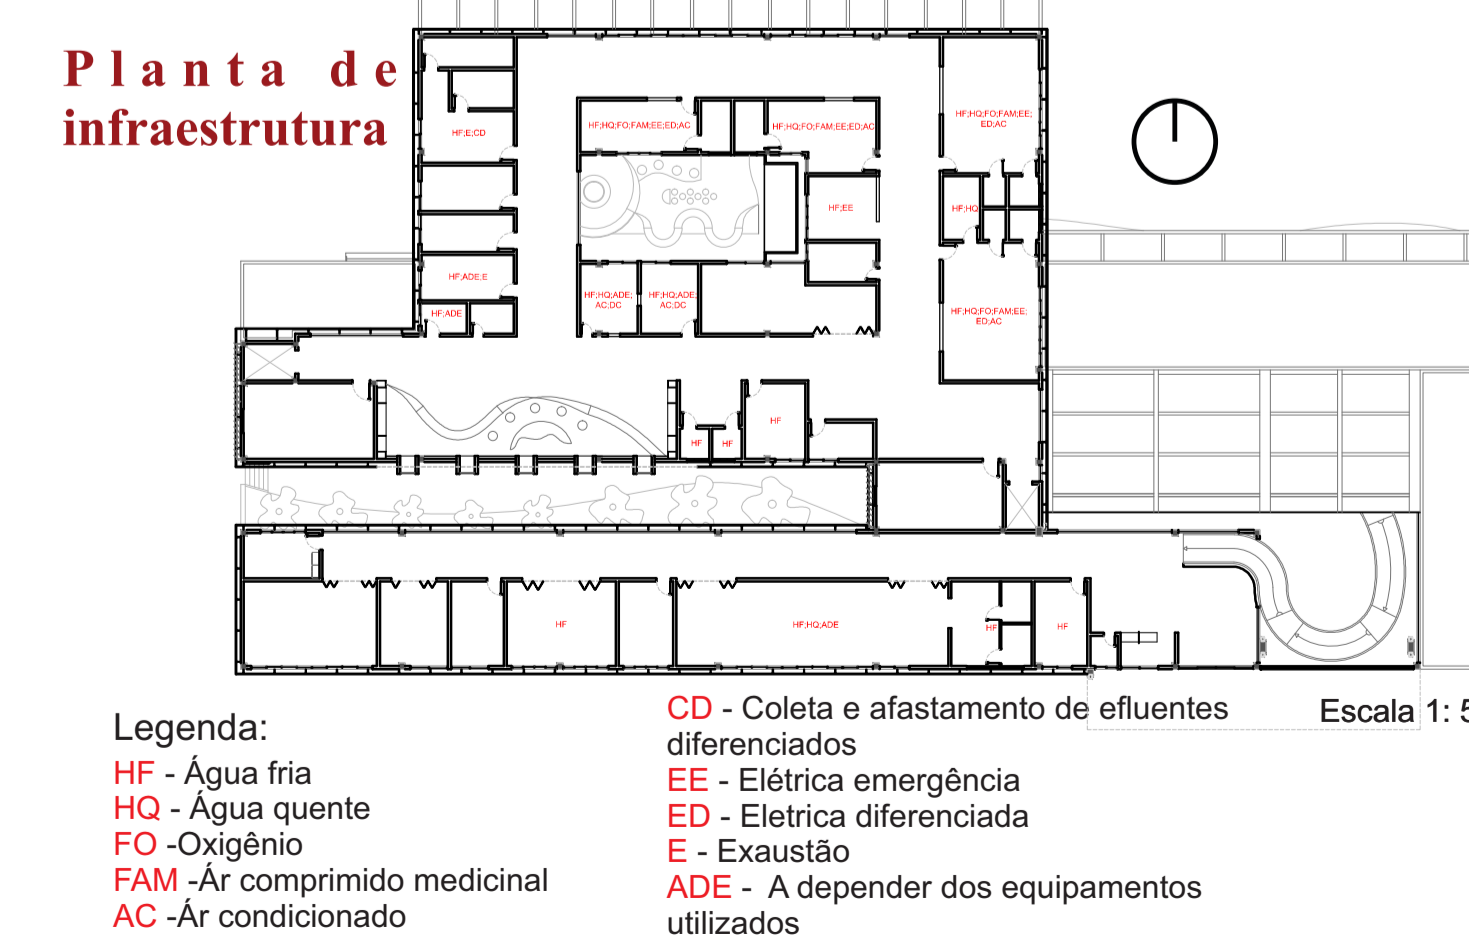 Planta de
infraestrutura
HF;E;CD
HF;HQ;FO;FAM;EE;ED;AC
HF;HQ;FO;FAM;EE;ED;AC
HF;HQ;FO;FAM;EE;
ED;AC
HF;EE
HF;HQ
HF;ADE;E
HF;HQ;ADE;
AC;DC
HF;HQ;ADE;
AC;DC
HF;ADE
HF;HQ;FO;FAM;EE;
ED;AC
HF
HF
HF
HF
HF;HQ;ADE
HF
HF
Legenda:
HF - Água fria
HQ - Água quente
FO -Oxigênio
FAM -Ár comprimido medicinal
AC -Ár condicionado
CD - Coleta e afastamento de efluentes
diferenciados
EE - Elétrica emergência
ED - Eletrica diferenciada
E - Exaustão
ADE - A depender dos equipamentos
utilizados
Escala 1: 5